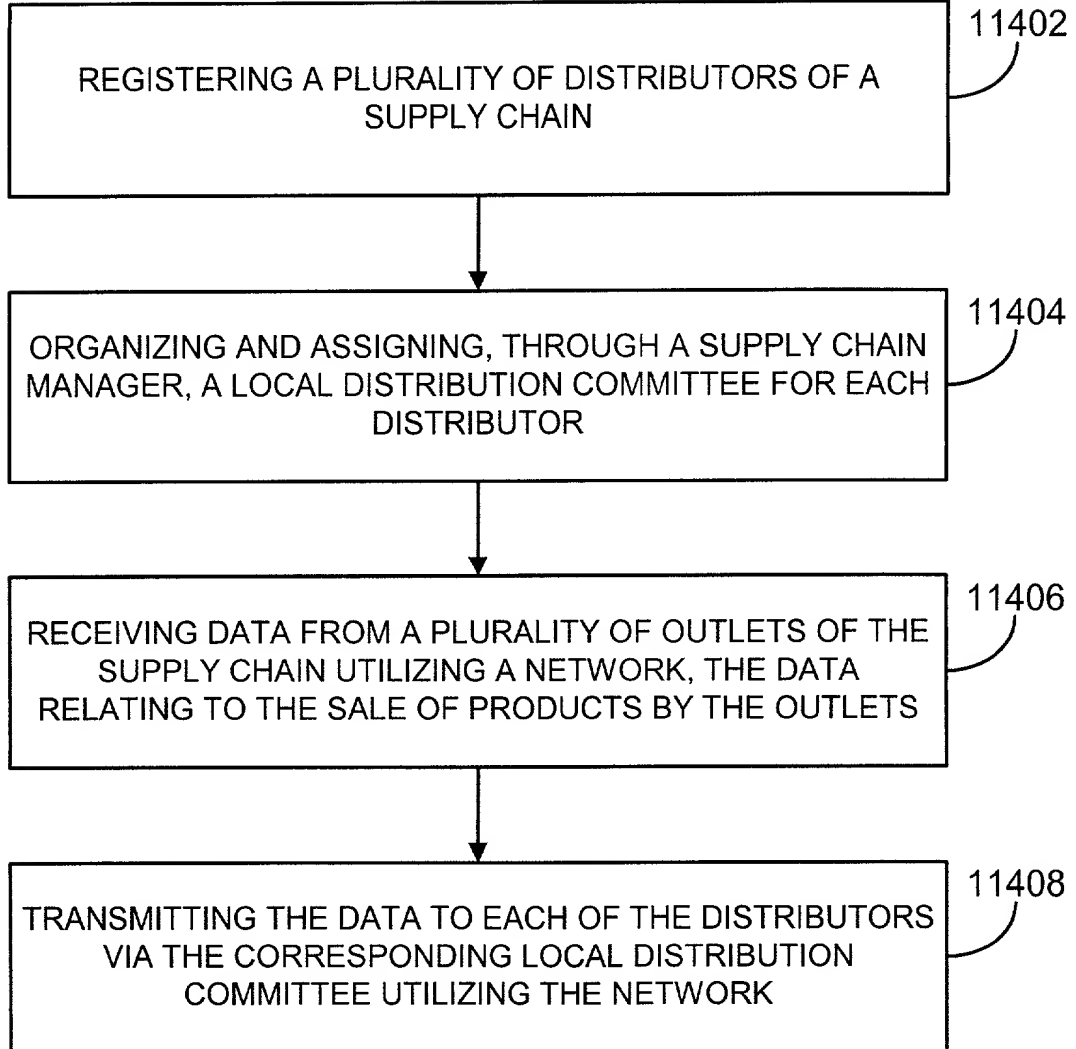 11402
REGISTERING A PLURALITY OF DISTRIBUTORS OF A
SUPPLY CHAIN
11404
ORGANIZING AND ASSIGNING, THROUGH A SUPPLY CHAIN
MANAGER, A LOCAL DISTRIBUTION COMMITTEE FOR EACH
DISTRIBUTOR
11406
RECEIVING DATA FROM A PLURALITY OF OUTLETS OF THE
SUPPLY CHAIN UTILIZING A NETWORK, THE DATA
RELATING TO THE SALE OF PRODUCTS BY THE OUTLETS
11408
TRANSMITTING THE DATA TO EACH OF THE DISTRIBUTORS
VIA THE CORRESPONDING LOCAL DISTRIBUTION
COMMITTEE UTILIZING THE NETWORK